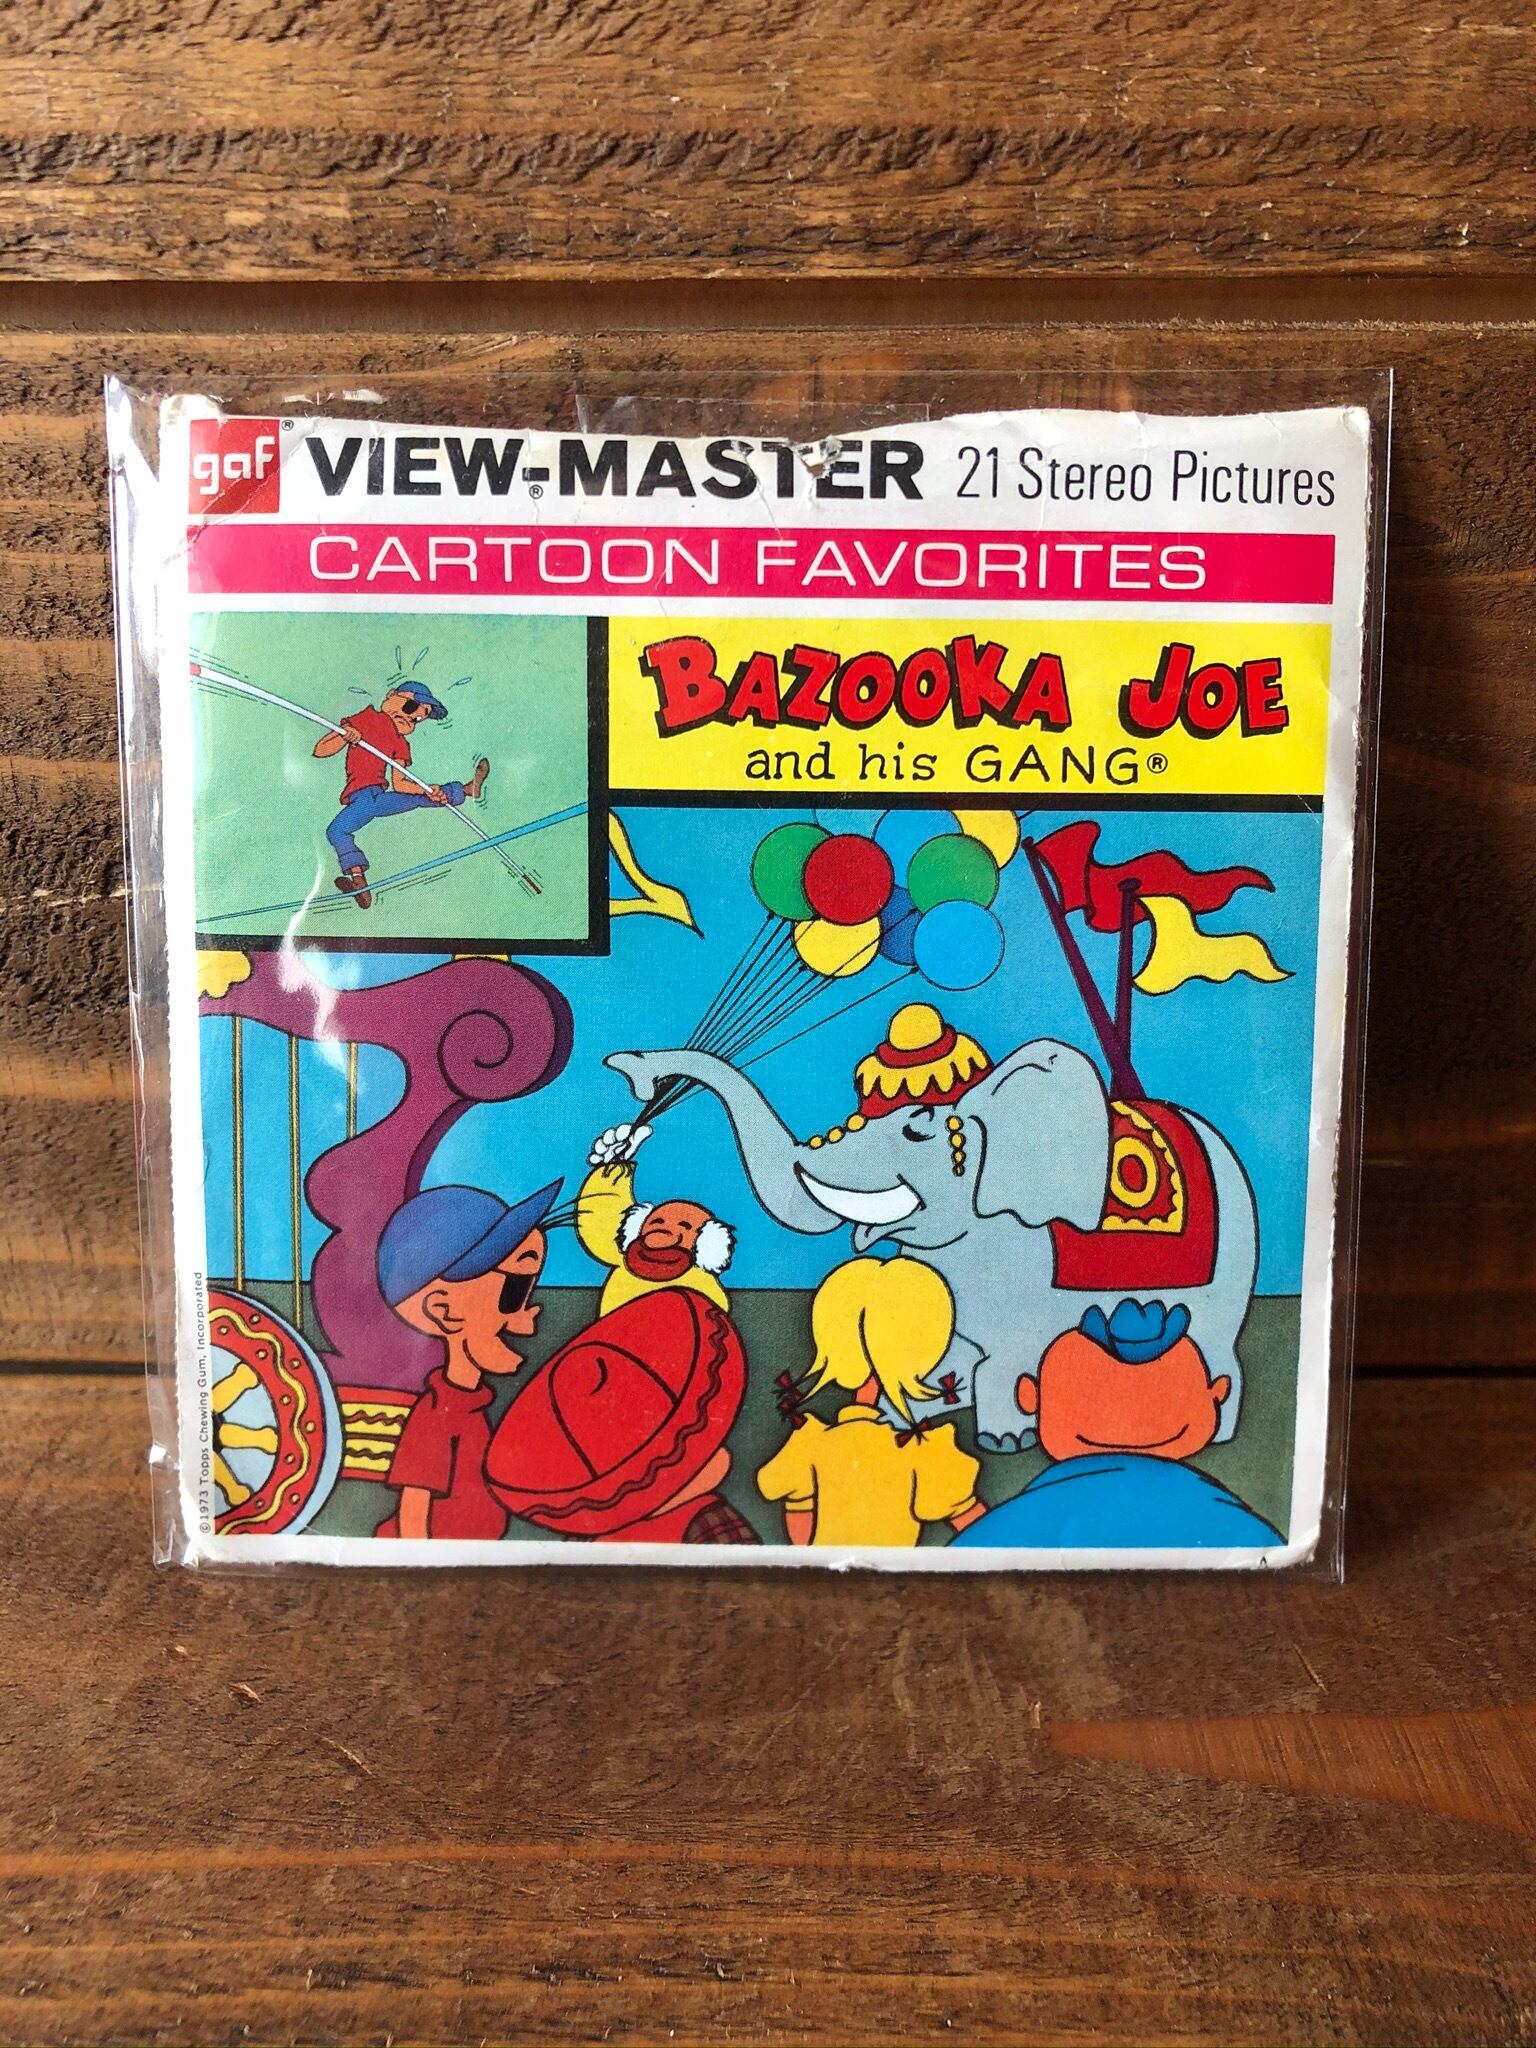 gaf® VIEW-MASTER® 21 Stereo Pictures
CARTOON FAVORITES
BAZOOKA JOE
and his GANG®
©1973 Topps Chewing Gum, Incorporated
A